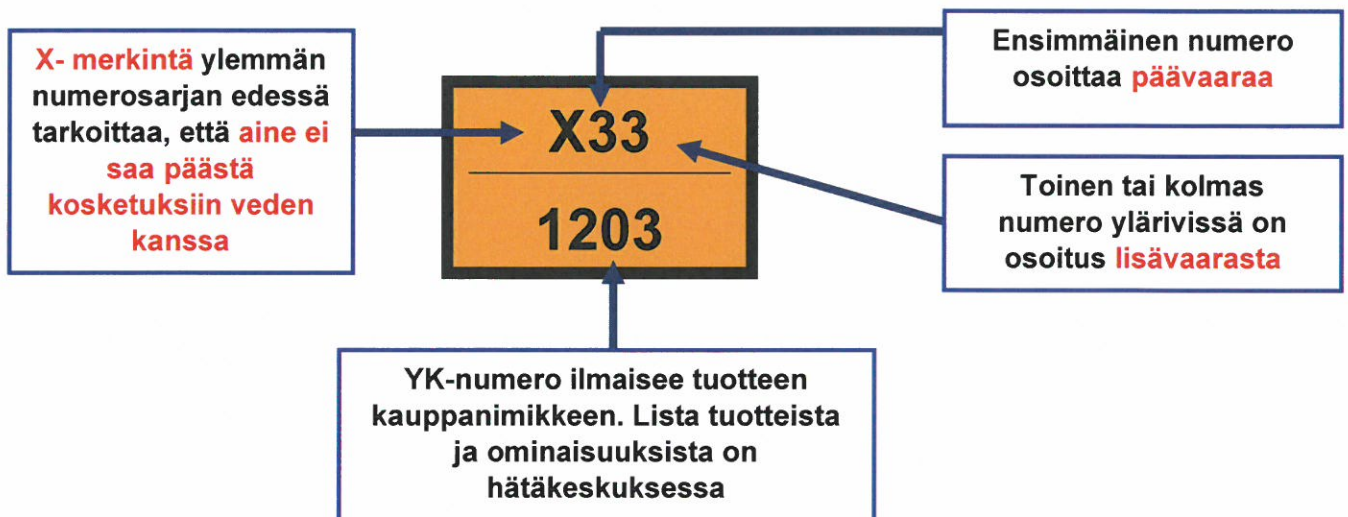 X- merkintä ylemmän
numerosarjan edessä
tarkoittaa, että aine ei
saa päästä
kosketuksiin veden
kanssa
X33
1203
Ensimmäinen numero
osoittaa päävaaraa
Toinen tai kolmas
numero ylärivissä on
osoitus lisävaarasta
YK-numero ilmaisee tuotteen
kauppanimikkeen. Lista tuotteista
ja ominaisuuksista on
hätäkeskuksessa